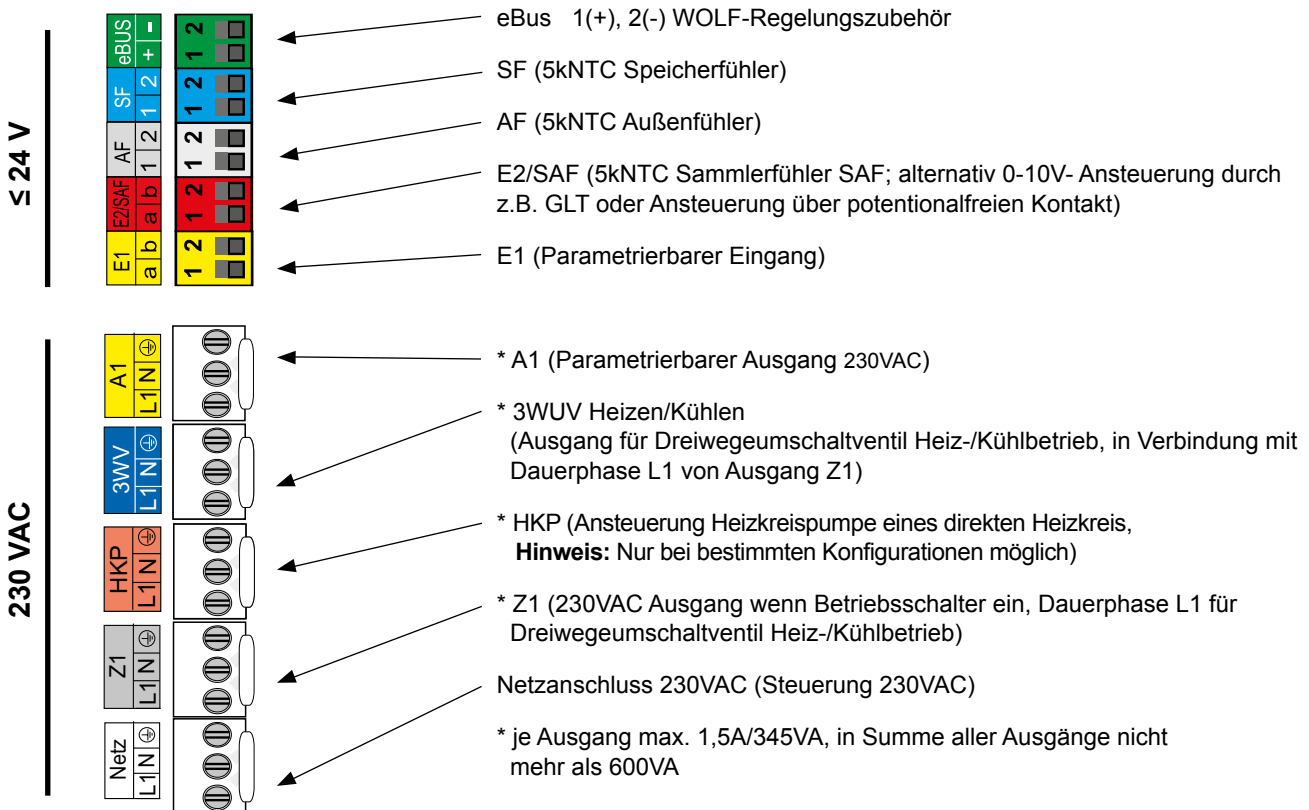 ≤ 24 V
eBUS + -
1 2
eBus 1(+), 2(-) WOLF-Regelungszubehör
SF 1 2
1 2
SF (5kNTC Speicherfühler)
AF 1 2
1 2
AF (5kNTC Außenfühler)
E2/SAF a b
1 2
E2/SAF (5kNTC Sammlerfühler SAF; alternativ 0-10V- Ansteuerung durch
z.B. GLT oder Ansteuerung über potentialfreien Kontakt)
E1 a b
1 2
E1 (Parametrierbarer Eingang)
230 VAC
A1 L1 N ⏚
* A1 (Parametrierbarer Ausgang 230VAC)
3WV L1 N ⏚
* 3WUV Heizen/Kühlen
(Ausgang für Dreiwegeumschaltventil Heiz-/Kühlbetrieb, in Verbindung mit
Dauerphase L1 von Ausgang Z1)
HKP L1 N ⏚
* HKP (Ansteuerung Heizkreispumpe eines direkten Heizkreis,
Hinweis: Nur bei bestimmten Konfigurationen möglich)
Z1 L1 N ⏚
* Z1 (230VAC Ausgang wenn Betriebsschalter ein, Dauerphase L1 für
Dreiwegeumschaltventil Heiz-/Kühlbetrieb)
Netz L1 N ⏚
Netzanschluss 230VAC (Steuerung 230VAC)
* je Ausgang max. 1,5A/345VA, in Summe aller Ausgänge nicht
mehr als 600VA